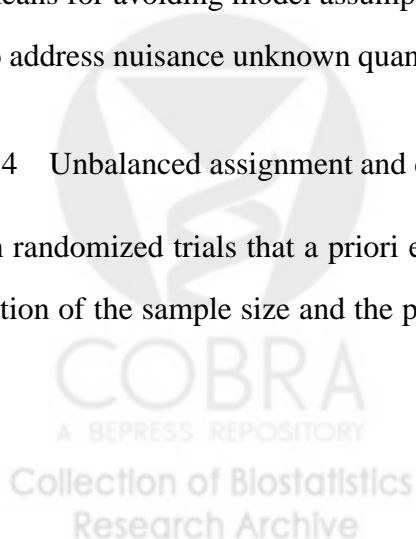 eans for avoiding model assump
address nuisance unknown quan
4 Unbalanced assignment and
randomized trials that a priori e
tion of the sample size and the p
COBRA
A BEPRESS REPOSITORY
Collection of Biostatistics
Research Archive